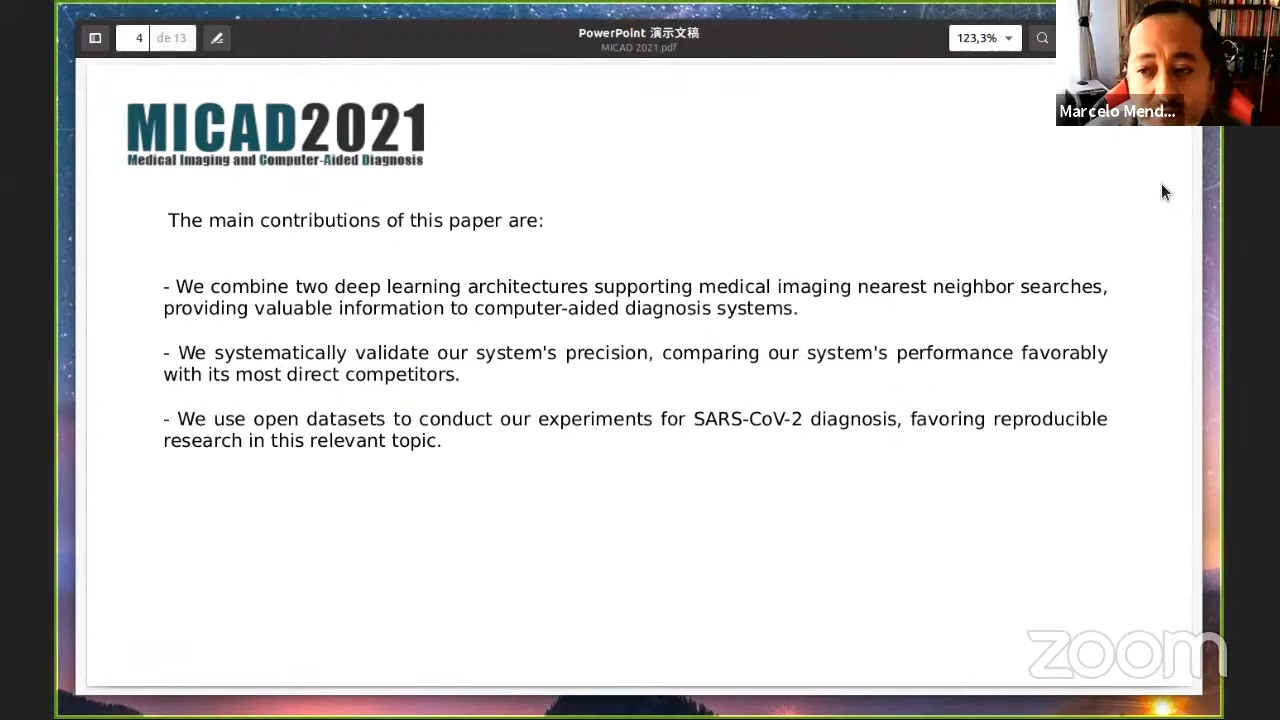 4 de 13
PowerPoint 演示文稿
MICAD 2021.pdf
123,3%
Marcelo Mend...
MICAD2021
Medical Imaging and Computer-Aided Diagnosis
The main contributions of this paper are:
- We combine two deep learning architectures supporting medical imaging nearest neighbor searches,
providing valuable information to computer-aided diagnosis systems.
- We systematically validate our system's precision, comparing our system's performance favorably
with its most direct competitors.
- We use open datasets to conduct our experiments for SARS-CoV-2 diagnosis, favoring reproducible
research in this relevant topic.
zoom